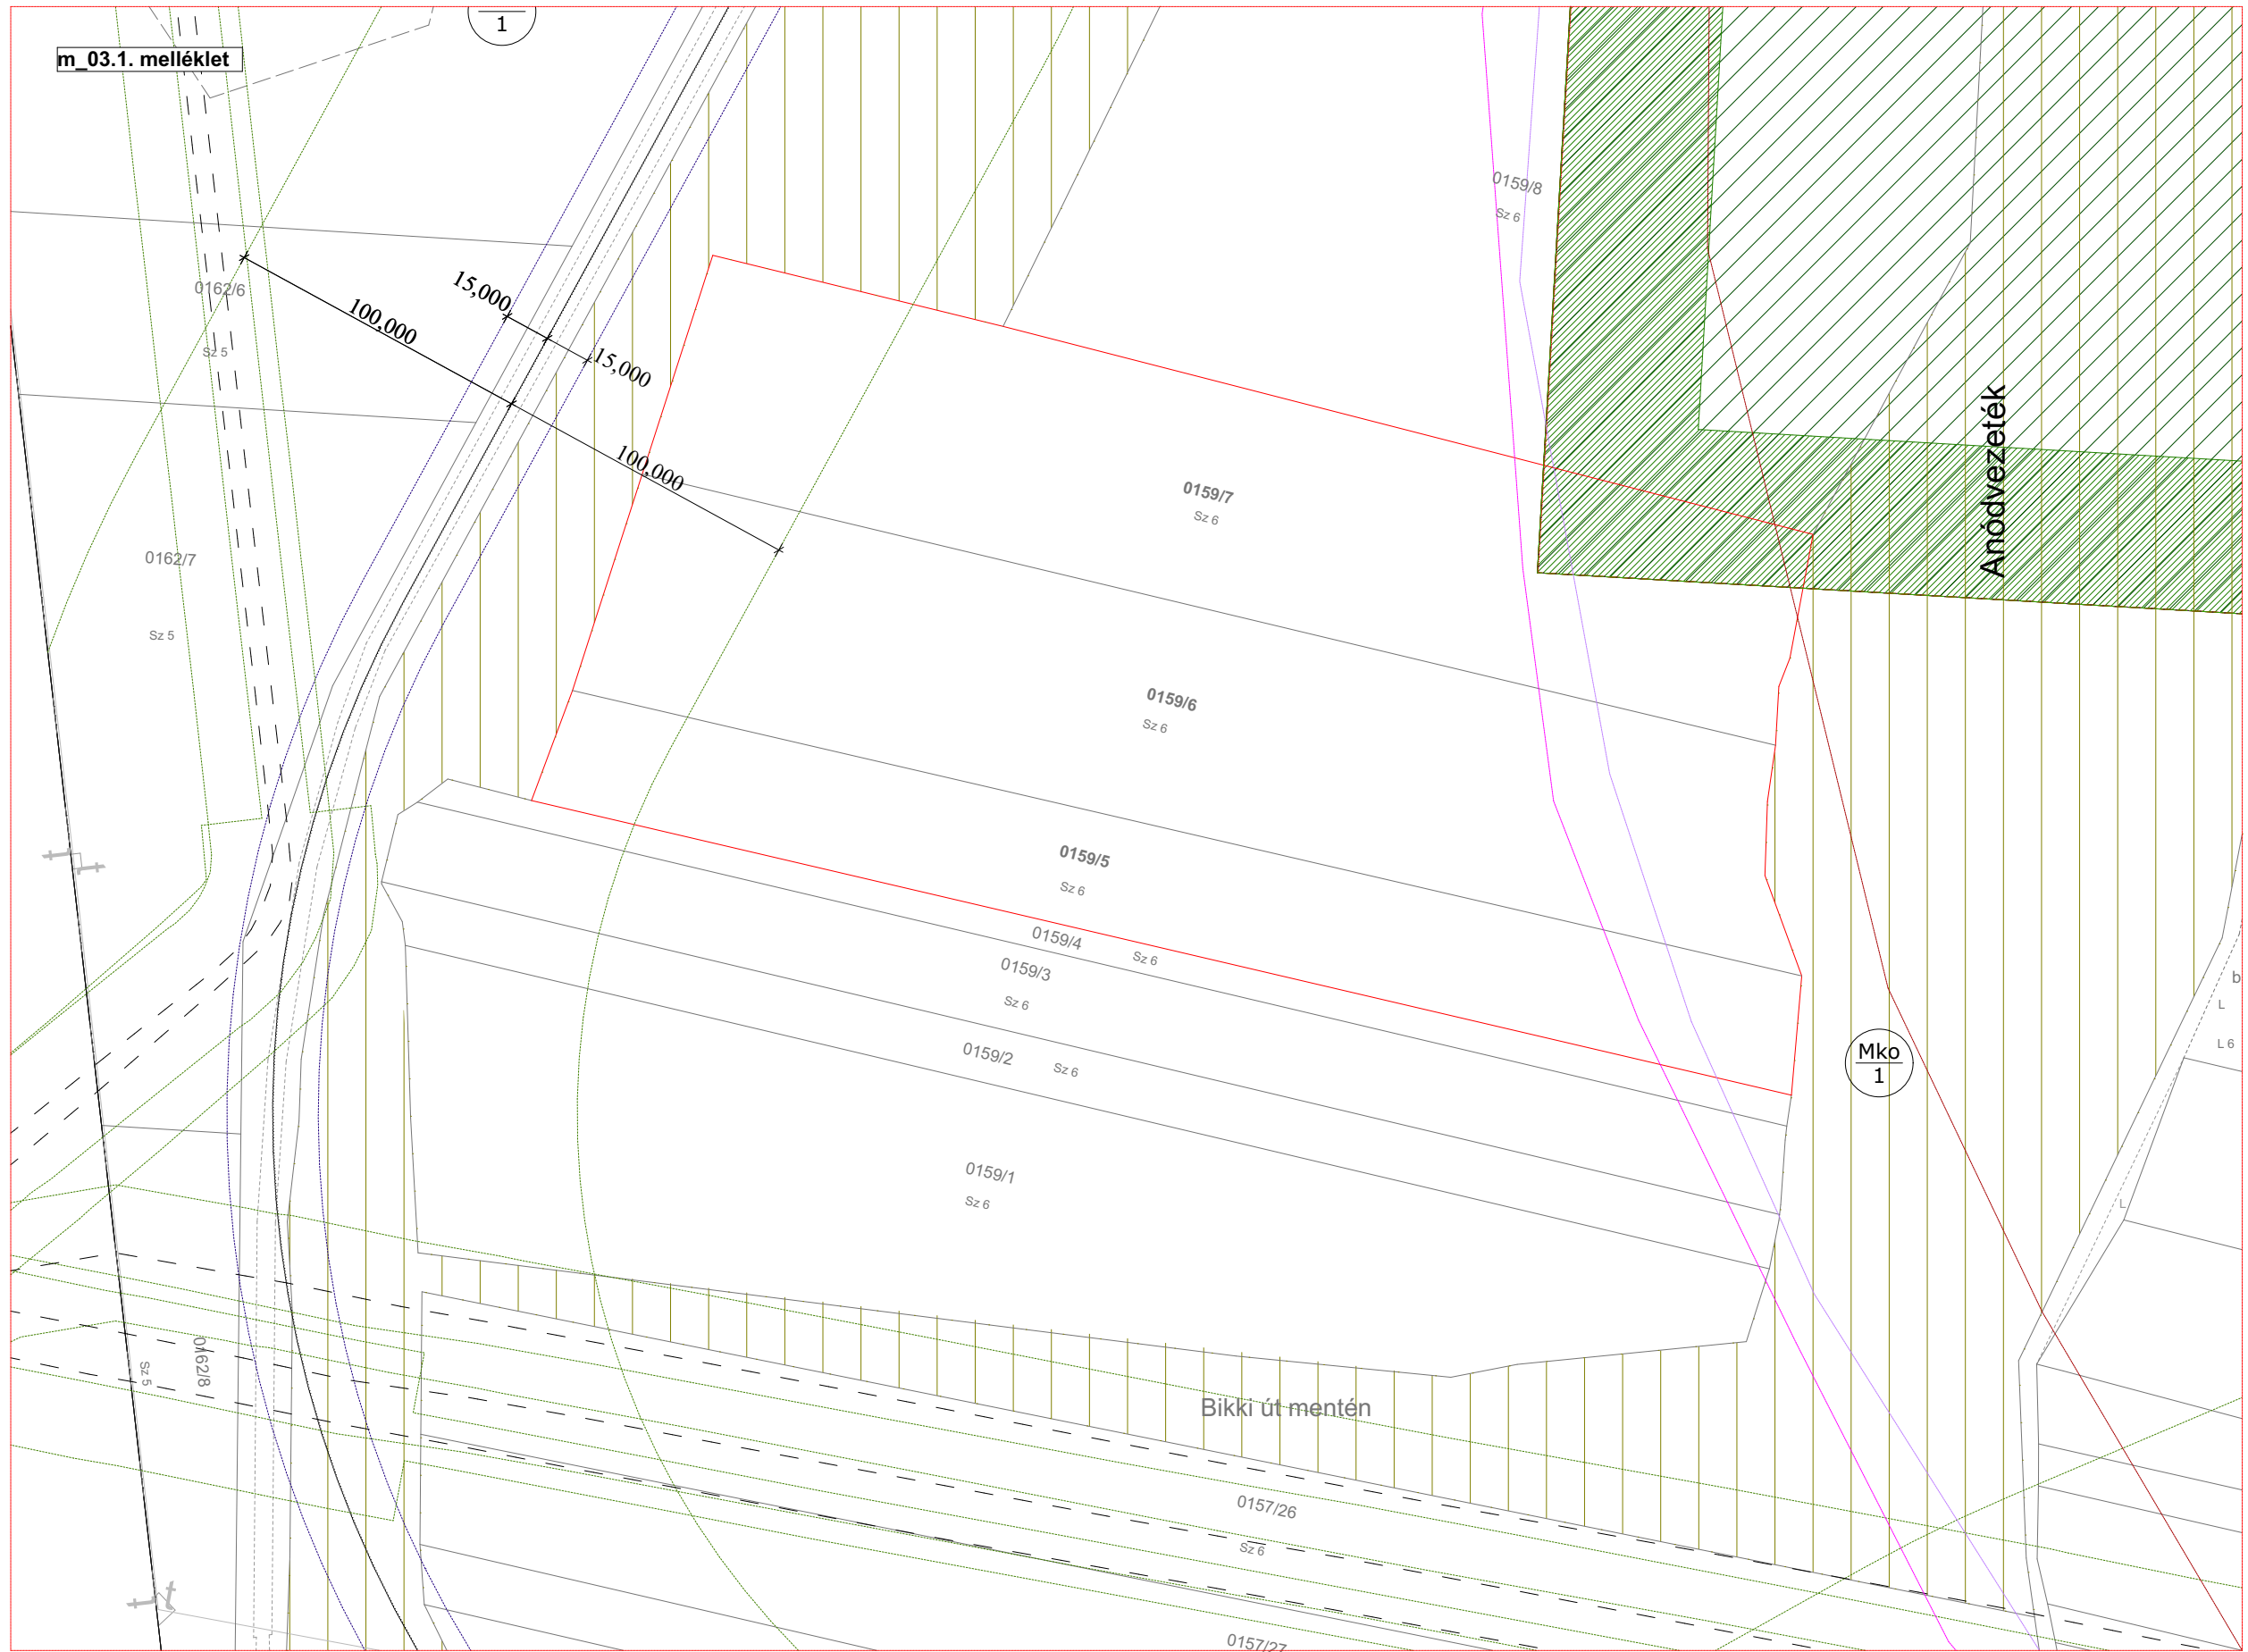 1
m_03.1. melléklet
0159/8
Sz 6
15,000
0162/6
100,000
Sz 5
15,000
Anódvezeték
100,000
0159/7
Sz 6
0162/7
Sz 5
0159/6
Sz 6
0159/5
Sz 6
t
t
0159/4
Sz 6
0159/3
Sz 6
b
L
L 6
0159/2
Sz 6
Mko
1
0159/1
Sz 6
L
0162/8
Sz 5
Bikki út mentén
0157/26
Sz 6
t
t
0157/27